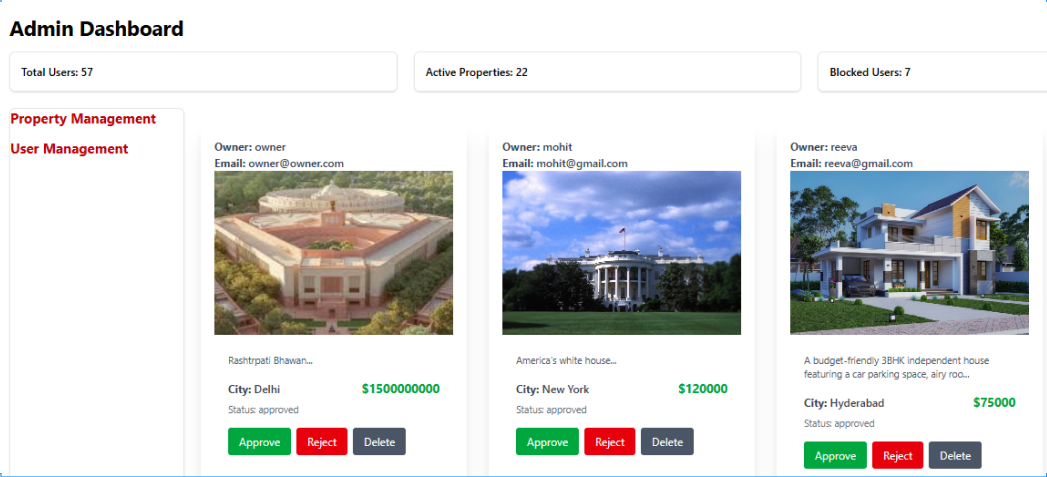 Admin Dashboard
Total Users: 57
Active Properties: 22
Blocked Users: 7
Property Management
User Management
Owner: owner
Email: owner@owner.com
Rashtrpati Bhawan...
City: Delhi
$1500000000
Status: approved
Approve
Reject
Delete
Owner: mohit
Email: mohit@gmail.com
America's white house...
City: New York
$120000
Status: approved
Approve
Reject
Delete
Owner: reeva
Email: reeva@gmail.com
A budget-friendly 3BHK independent house
featuring a car parking space, airy roo...
City: Hyderabad
$75000
Status: approved
Approve
Reject
Delete